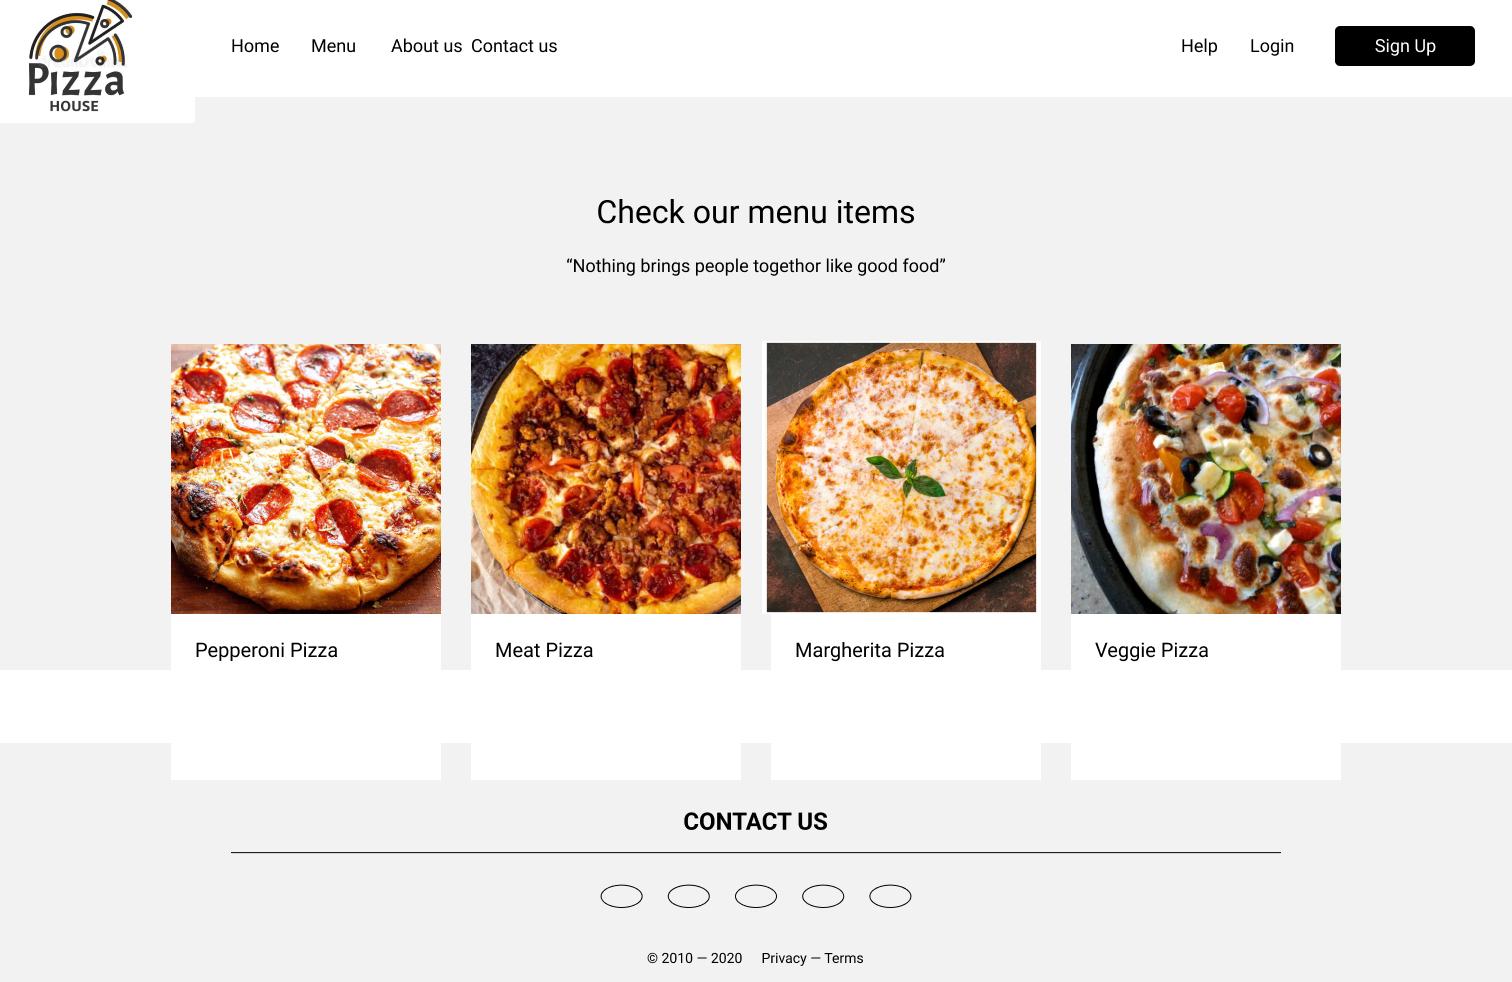 Pizza
HOUSE
Home Menu About us Contact us
Help Login Sign Up
Check our menu items
“Nothing brings people togethor like good food”
Pepperoni Pizza
Meat Pizza
Margherita Pizza
Veggie Pizza
CONTACT US
© 2010 — 2020 Privacy — Terms